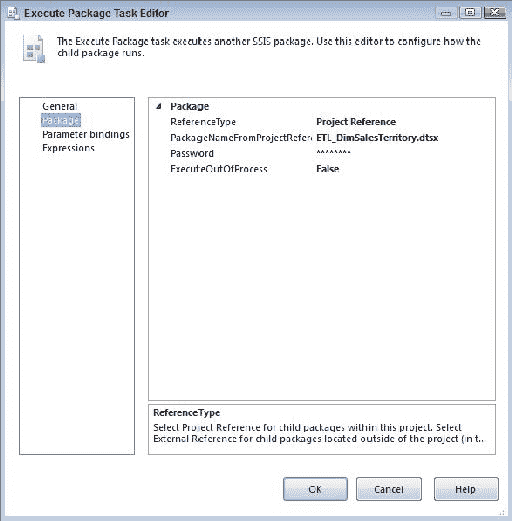 Execute Package Task Editor
The Execute Package task executes another SSIS package. Use this editor to configure how the
child package runs.
General
Package
Parameter bindings
Expressions
Package
ReferenceType Project Reference
PackageNameFromProjectRefere ETL_DimSalesTerritory.dtsx
Password ********
ExecuteOutOfProcess False
ReferenceType
Select Project Reference for child packages within this project. Select
External Reference for child packages located outside of the project (in t...
OK Cancel Help